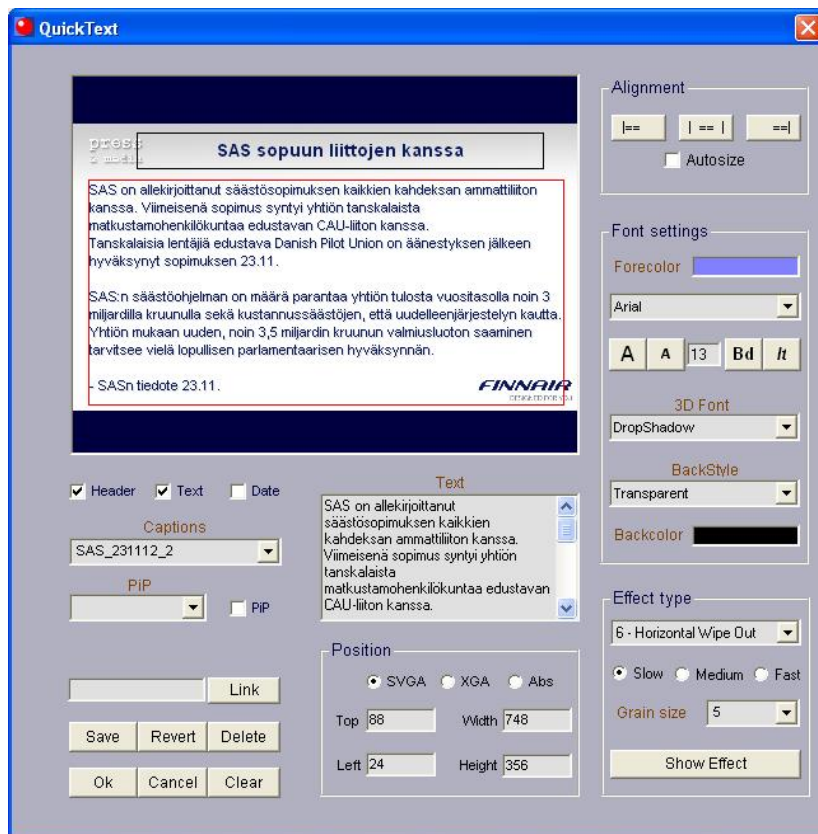 QuickText
press
& media
SAS sopuun liittojen kanssa
SAS on allekirjoittanut säästösopimuksen kaikkien kahdeksan ammattiliiton
kanssa. Viimeisenä sopimus syntyi yhtiön tanskalaista
matkustamohenkilökuntaa edustavan CAU-liiton kanssa.
Tanskalaisia lentäjiä edustava Danish Pilot Union on äänestyksen jälkeen
hyväksynyt sopimuksen 23.11.
SAS:n säästöohjelman on määrä parantaa yhtiön tulosta vuositasolla noin 3
miljardilla kruunulla sekä kustannussäästöjen, että uudelleenjärjestelyn kautta.
Yhtiön mukaan uuden, noin 3,5 miljardin kruunun valmiusluoton saaminen
tarvitsee vielä lopullisen parlamentaarisen hyväksynnän.
- SASn tiedote 23.11.
FINNAIR
DESIGNED FOR YOU
Header Text Date
Captions
SAS_231112_2
PiP
PiP
Link
Save Revert Delete
Ok Cancel Clear
Text
SAS on allekirjoittanut
säästösopimuksen kaikkien
kahdeksan ammattiliiton kanssa.
Viimeisenä sopimus syntyi yhtiön
tanskalaista
matkustamohenkilökuntaa edustavan
CAU-liiton kanssa.
Position
SVGA XGA Abs
Top 88 Width 748
Left 24 Height 356
Alignment
|== | == | ==|
Autosize
Font settings
Forecolor
Arial
A A 13 Bd It
3D Font
DropShadow
BackStyle
Transparent
Backcolor
Effect type
6 - Horizontal Wipe Out
Slow Medium Fast
Grain size 5
Show Effect